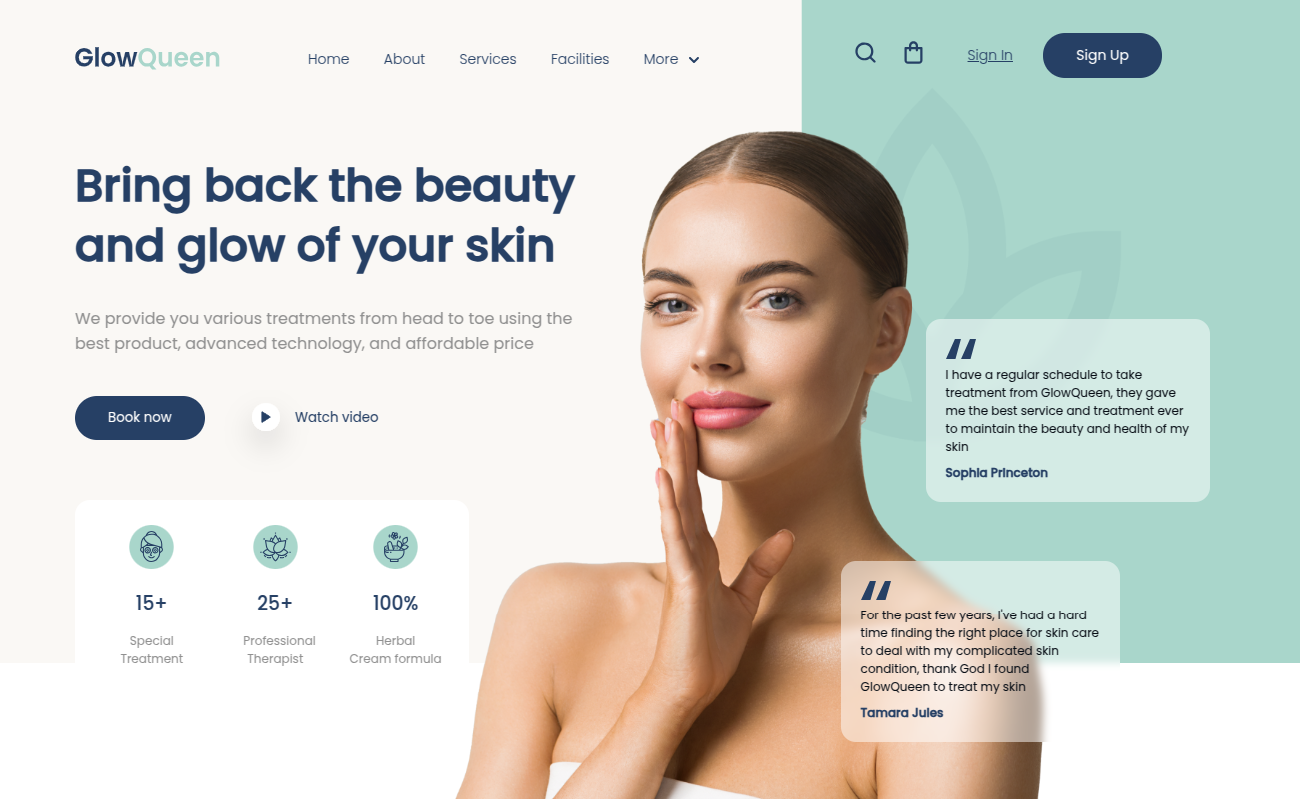 GlowQueen
Home
About
Services
Facilities
More
Sign In
Sign Up
Bring back the beauty
and glow of your skin
We provide you various treatments from head to toe using the
best product, advanced technology, and affordable price
Book now
Watch video
I have a regular schedule to take
treatment from GlowQueen, they gave
me the best service and treatment ever
to maintain the beauty and health of my
skin
Sophia Princeton
15+
Special
Treatment
25+
Professional
Therapist
100%
Herbal
Cream formula
For the past few years, I've had a hard
time finding the right place for skin care
to deal with my complicated skin
condition, thank God I found
GlowQueen to treat my skin
Tamara Jules